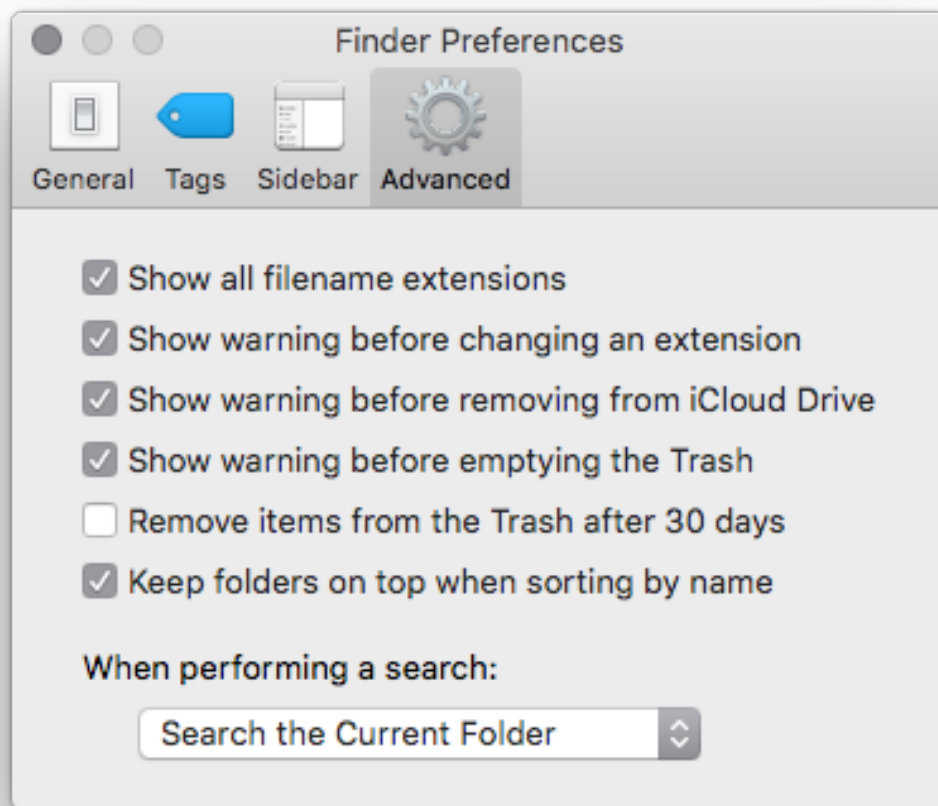 Finder Preferences
General Tags Sidebar Advanced
Show all filename extensions
Show warning before changing an extension
Show warning before removing from iCloud Drive
Show warning before emptying the Trash
Remove items from the Trash after 30 days
Keep folders on top when sorting by name
When performing a search:
Search the Current Folder